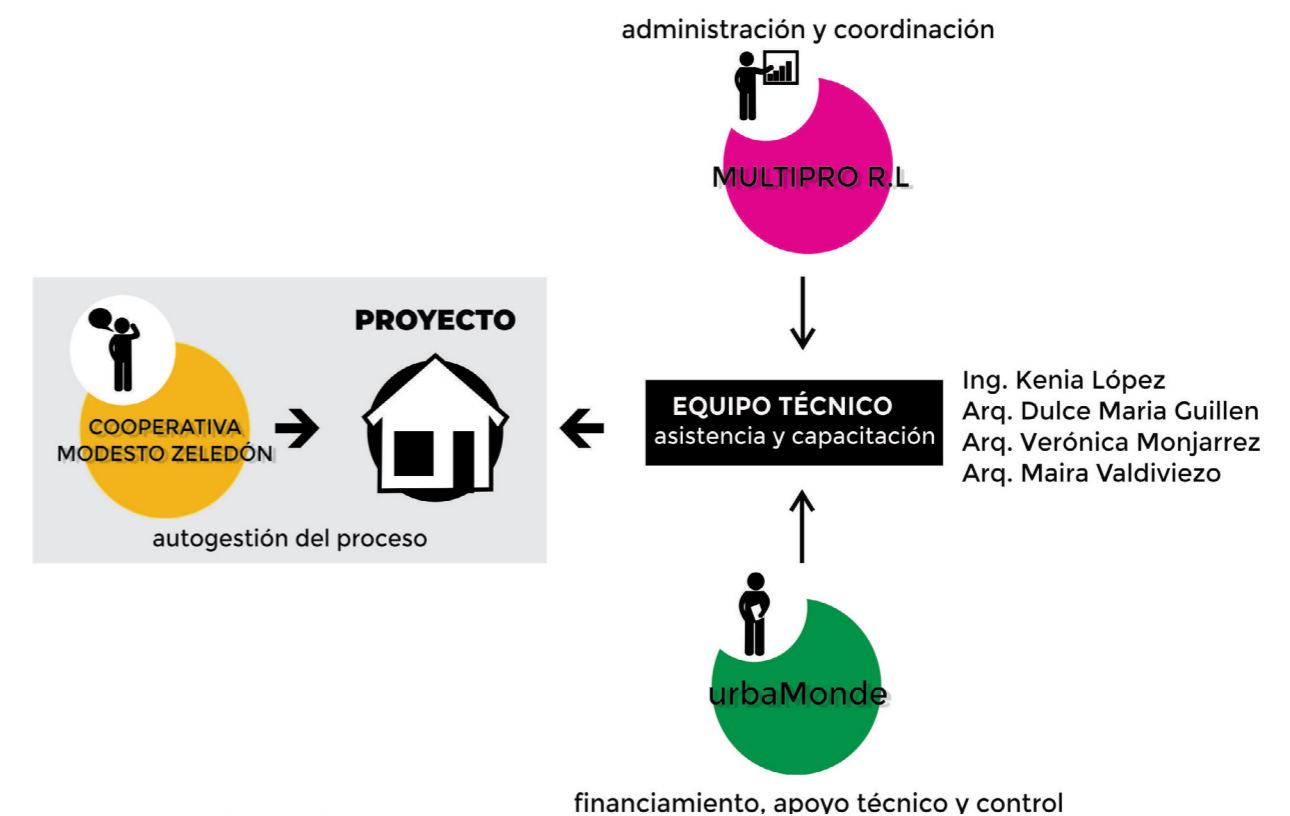 administración y coordinación
MULTIPRO R.L
PROYECTO
COOPERATIVA
MODESTO ZELEDÓN
autogestión del proceso
EQUIPO TÉCNICO
asistencia y capacitación
Ing. Kenia López
Arq. Dulce Maria Guillen
Arq. Verónica Monjarrez
Arq. Maira Valdiviezo
urbaMonde
financiamiento, apoyo técnico y control